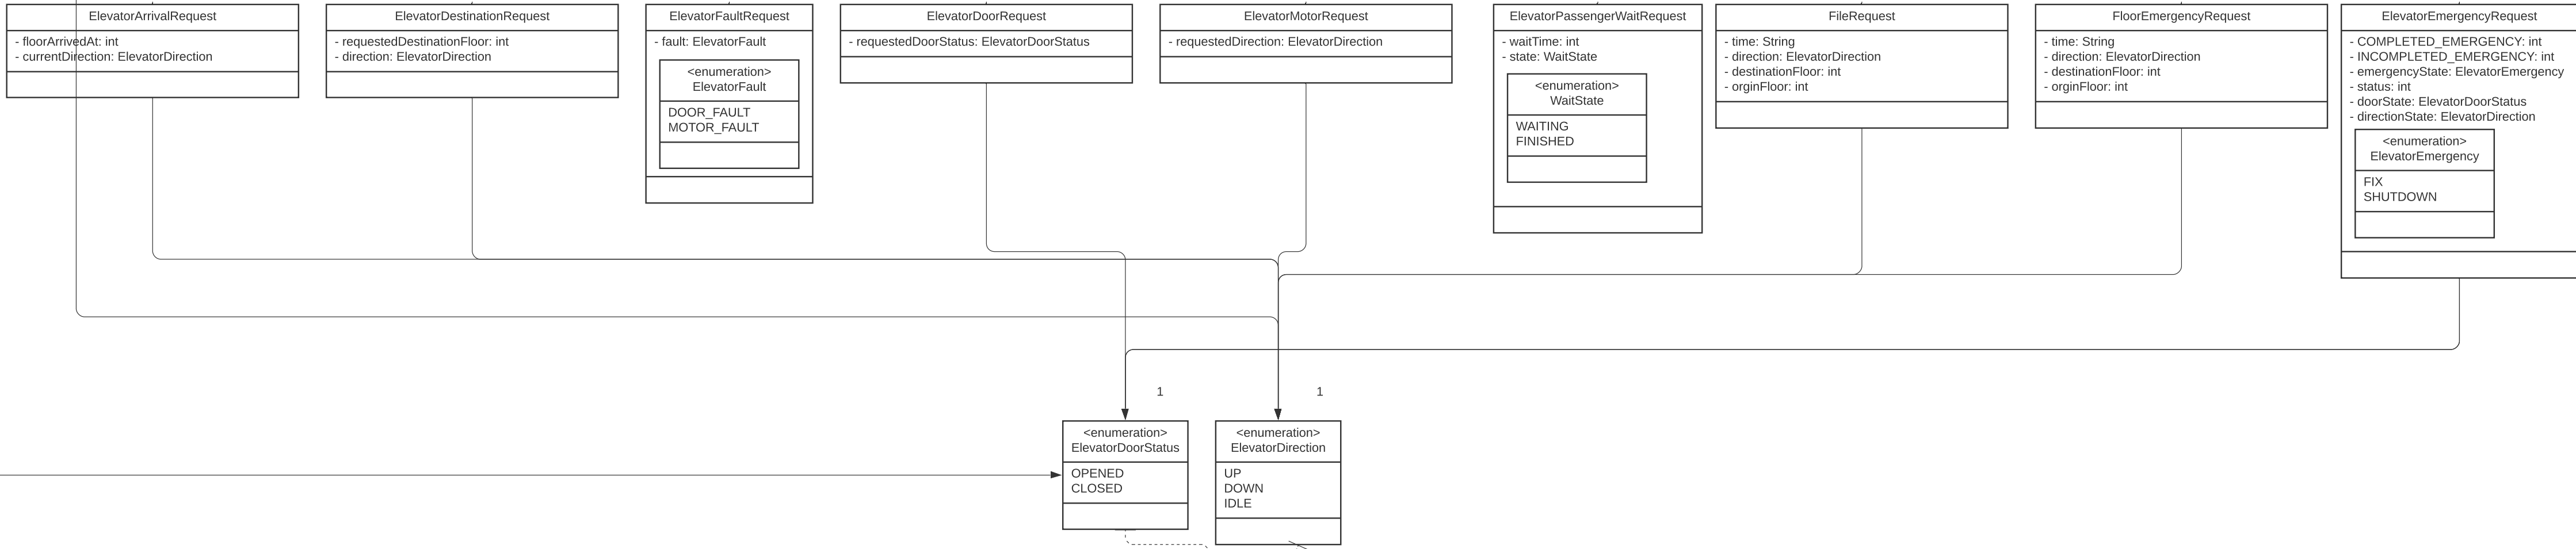 ElevatorArrivalRequest
- floorArrivedAt: int
- currentDirection: ElevatorDirection
ElevatorDestinationRequest
- requestedDestinationFloor: int
- direction: ElevatorDirection
ElevatorFaultRequest
- fault: ElevatorFault
<enumeration>
ElevatorFault
DOOR_FAULT
MOTOR_FAULT
ElevatorDoorRequest
- requestedDoorStatus: ElevatorDoorStatus
ElevatorMotorRequest
- requestedDirection: ElevatorDirection
ElevatorPassengerWaitRequest
- waitTime: int
- state: WaitState
<enumeration>
WaitState
WAITING
FINISHED
FileRequest
- time: String
- direction: ElevatorDirection
- destinationFloor: int
- orginFloor: int
FloorEmergencyRequest
- time: String
- direction: ElevatorDirection
- destinationFloor: int
- orginFloor: int
ElevatorEmergencyRequest
- COMPLETED_EMERGENCY: int
- INCOMPLETED_EMERGENCY: int
- emergencyState: ElevatorEmergency
- status: int
- doorState: ElevatorDoorStatus
- directionState: ElevatorDirection
<enumeration>
ElevatorEmergency
FIX
SHUTDOWN
1
1
<enumeration>
ElevatorDoorStatus
OPENED
CLOSED
<enumeration>
ElevatorDirection
UP
DOWN
IDLE